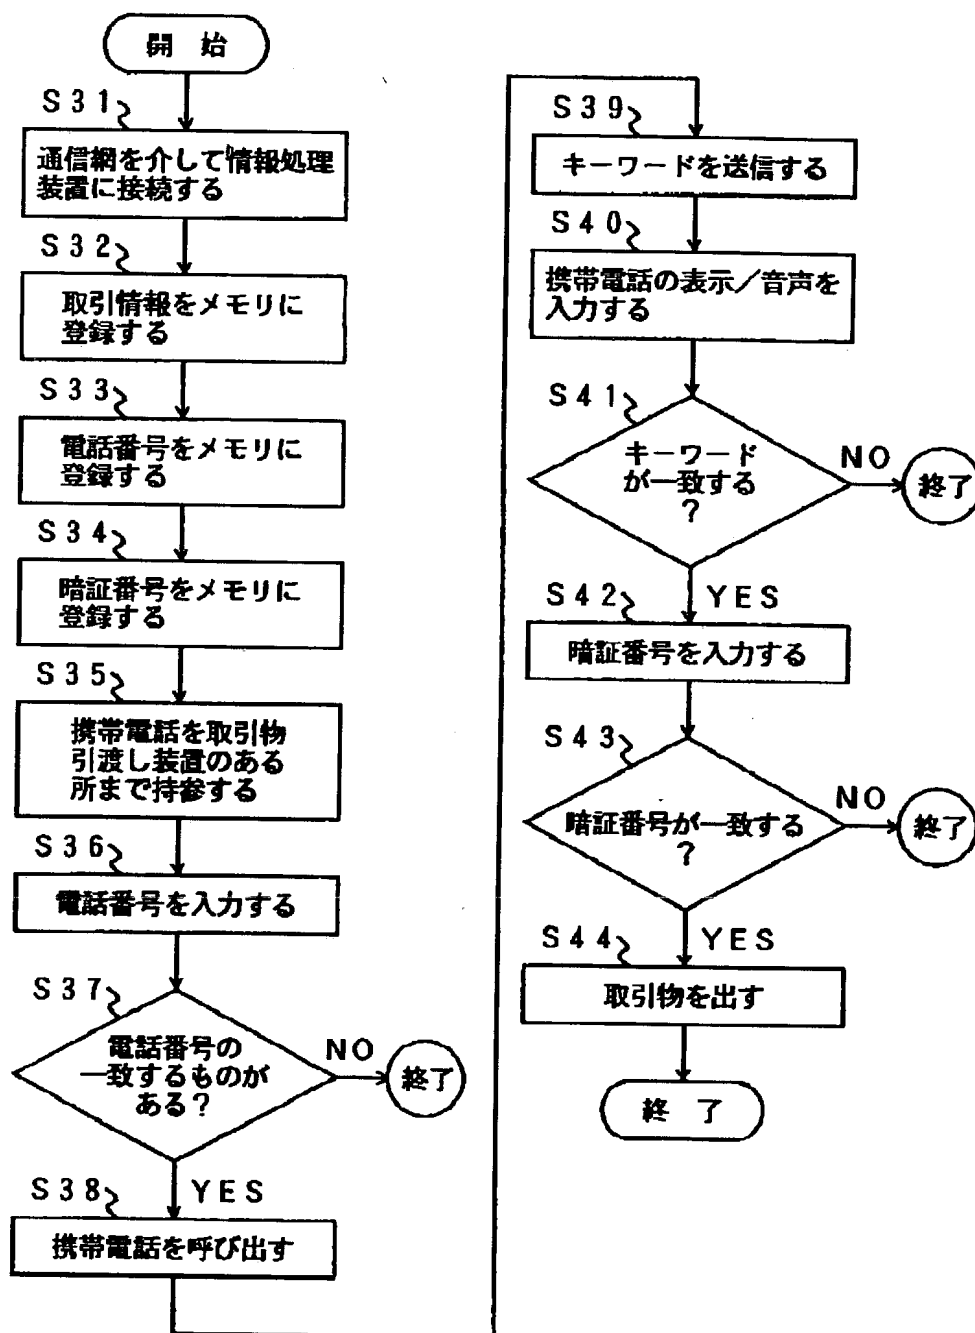 開 始
S31
通信網を介して情報処理
装置に接続する
S32
取引情報をメモリに
登録する
S33
電話番号をメモリに
登録する
S34
暗証番号をメモリに
登録する
S35
携帯電話を取引物
引渡し装置のある
所まで持参する
S36
電話番号を入力する
S37
電話番号の
一致するものが
ある？
NO
終了
YES
S38
携帯電話を呼び出す
S39
キーワードを送信する
S40
携帯電話の表示／音声を
入力する
S41
キーワード
が一致する
？
NO
終了
YES
S42
暗証番号を入力する
S43
暗証番号が一致する
？
NO
終了
YES
S44
取引物を出す
終 了